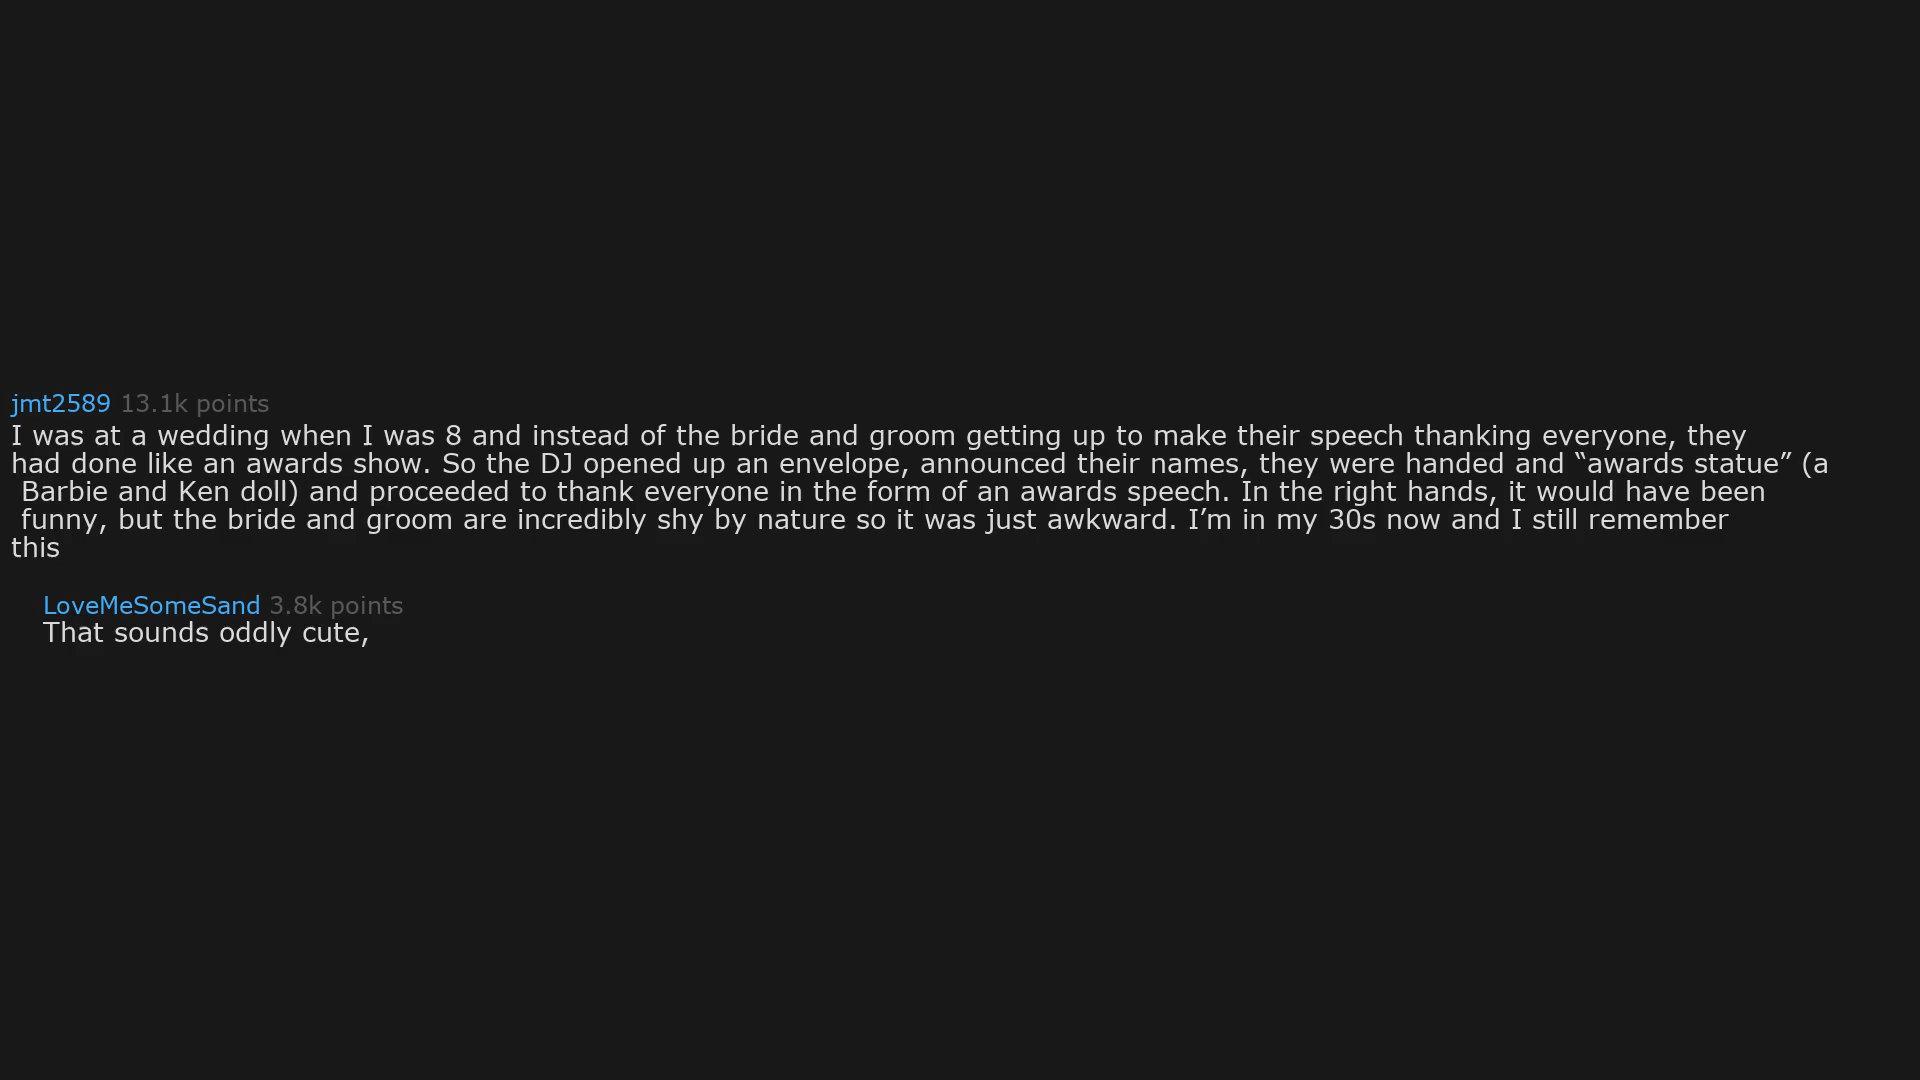 jmt2589 13.1k points
I was at a wedding when I was 8 and instead of the bride and groom getting up to make their speech thanking everyone, they
had done like an awards show. So the DJ opened up an envelope, announced their names, they were handed and “awards statue” (a
Barbie and Ken doll) and proceeded to thank everyone in the form of an awards speech. In the right hands, it would have been
funny, but the bride and groom are incredibly shy by nature so it was just awkward. I’m in my 30s now and I still remember
this
LoveMeSomeSand 3.8k points
That sounds oddly cute,